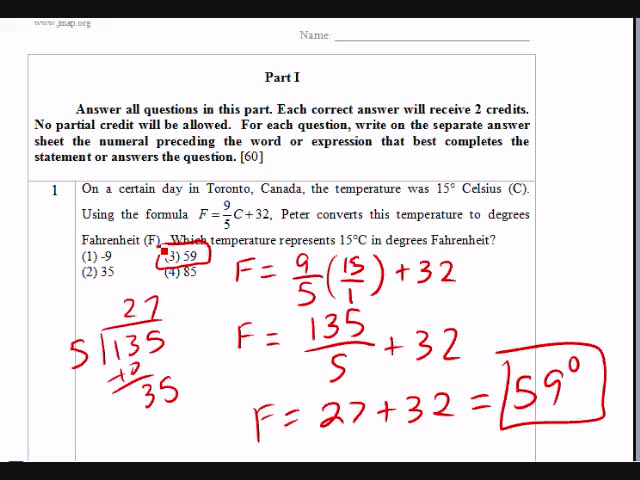 www.jmap.org
Name:
Part I
Answer all questions in this part. Each correct answer will receive 2 credits.
No partial credit will be allowed. For each question, write on the separate answer
sheet the numeral preceding the word or expression that best completes the
statement or answers the question. [60]
1 On a certain day in Toronto, Canada, the temperature was 15° Celsius (C).
Using the formula F = 9/5 C + 32, Peter converts this temperature to degrees
Fahrenheit (F). Which temperature represents 15°C in degrees Fahrenheit?
(1) -9 (3) 59
(2) 35 (4) 85
F = 9/5 (15/1) + 32
27
5 135
10
35
F = 135/5 + 32
F = 27 + 32 = 59°